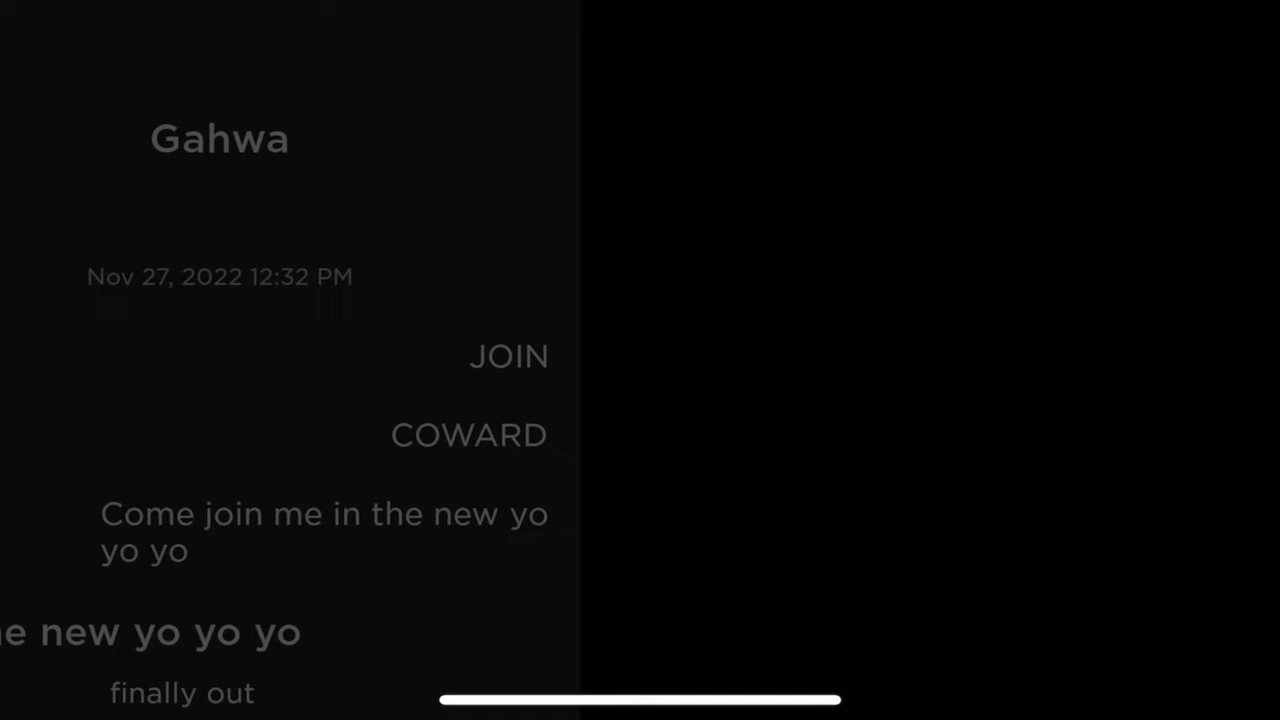 Gahwa
Nov 27, 2022 12:32 PM
JOIN
COWARD
Come join me in the new yo
yo yo
new yo yo yo
finally out